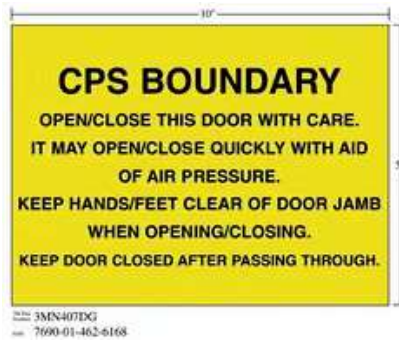 10"
CPS BOUNDARY
OPEN/CLOSE THIS DOOR WITH CARE.
IT MAY OPEN/CLOSE QUICKLY WITH AID
OF AIR PRESSURE.
KEEP HANDS/FEET CLEAR OF DOOR JAMB
WHEN OPENING/CLOSING.
KEEP DOOR CLOSED AFTER PASSING THROUGH.
3MN407DG
7690-01-462-6168